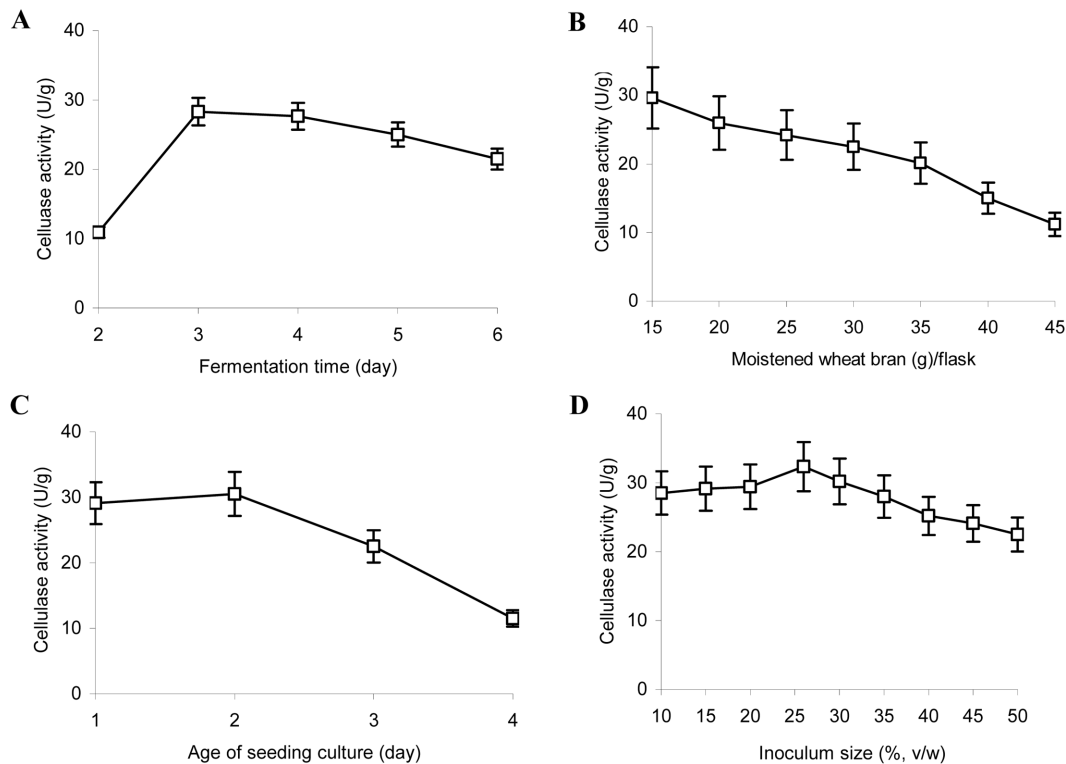 A
Celluase activity (U/g)
40
30
20
10
0
2 3 4 5 6
Fermentation time (day)
B
Cellulase activity (U/g)
40
30
20
10
0
15 20 25 30 35 40 45
Moistened wheat bran (g)/flask
C
Cellulase activity (U/g)
40
30
20
10
0
1 2 3 4
Age of seeding culture (day)
D
Cellulase activity (U/g)
40
30
20
10
0
10 15 20 25 30 35 40 45 50
Inoculum size (%, v/w)